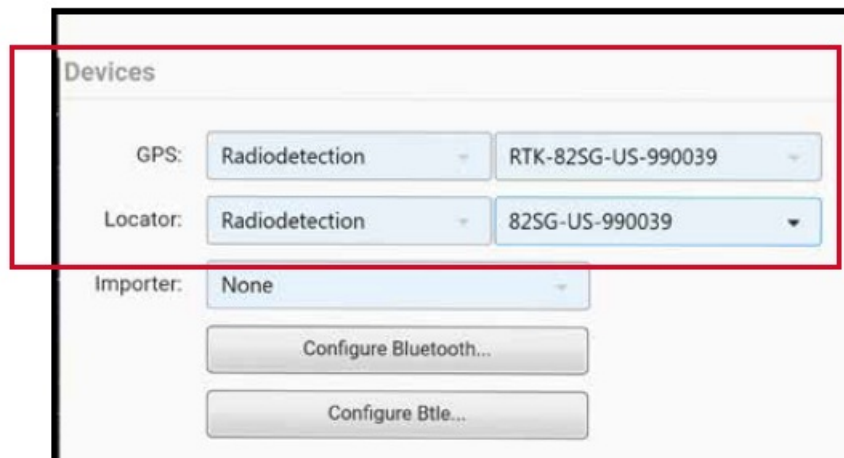 Devices
GPS: Radiodetection RTK-82SG-US-990039
Locator: Radiodetection 82SG-US-990039
Importer: None
Configure Bluetooth...
Configure Btle...